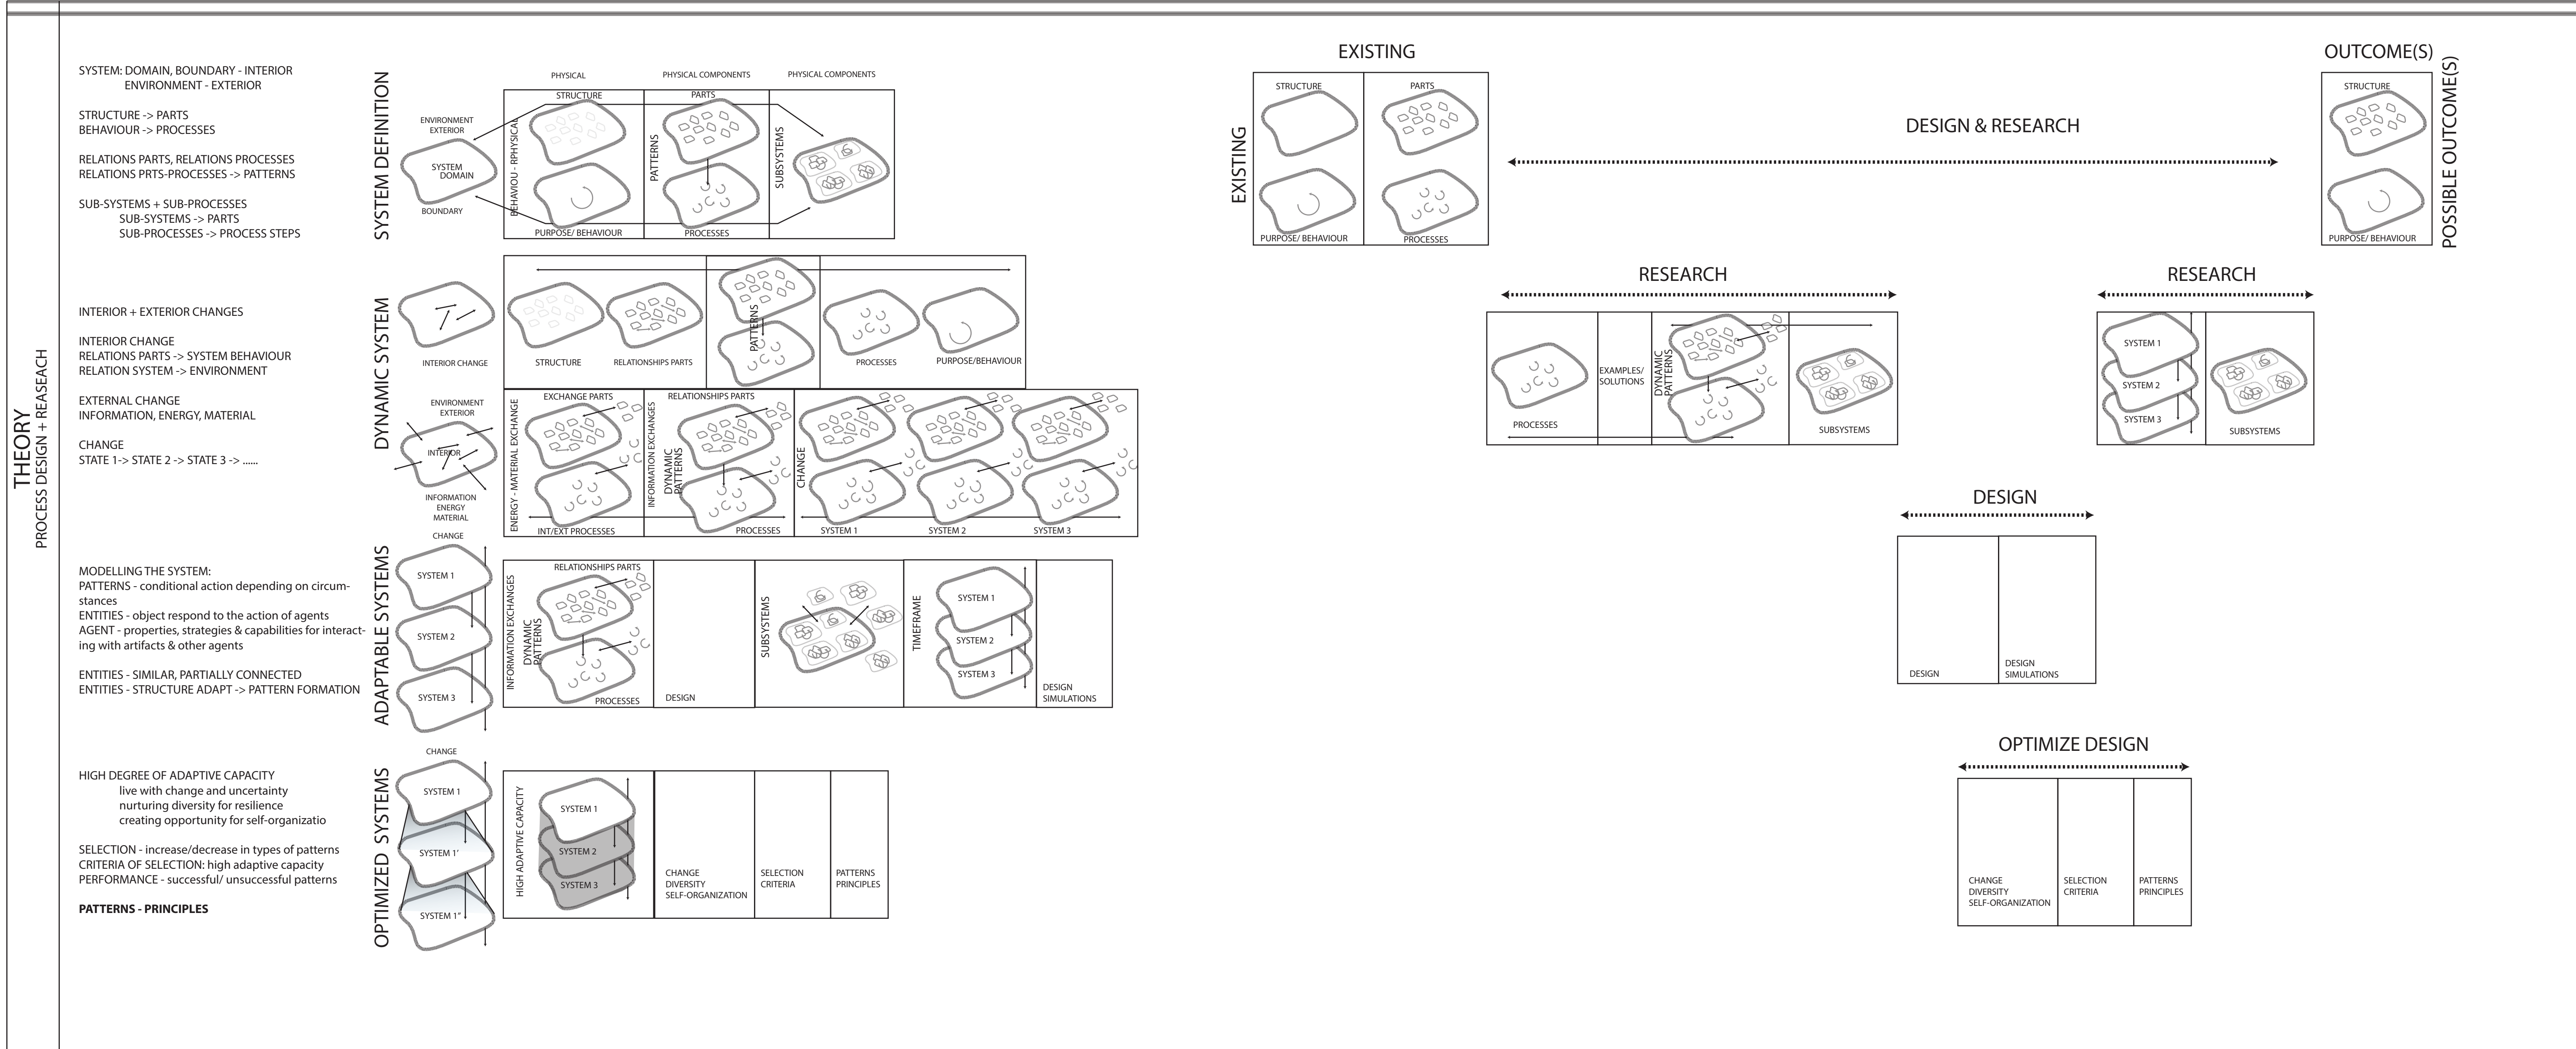 THEORY
PROCESS DESIGN + REASEACH
SYSTEM: DOMAIN, BOUNDARY - INTERIOR
ENVIRONMENT - EXTERIOR
STRUCTURE -> PARTS
BEHAVIOUR -> PROCESSES
RELATIONS PARTS, RELATIONS PROCESSES
RELATIONS PRTS-PROCESSES -> PATTERNS
SUB-SYSTEMS + SUB-PROCESSES
SUB-SYSTEMS -> PARTS
SUB-PROCESSES -> PROCESS STEPS
SYSTEM DEFINITION
ENVIRONMENT
EXTERIOR
SYSTEM
DOMAIN
BOUNDARY
PHYSICAL
PHYSICAL COMPONENTS
PHYSICAL COMPONENTS
BEHAVIOU - RPHYSICAL
STRUCTURE
PURPOSE/ BEHAVIOUR
PATTERNS
PARTS
PROCESSES
SUBSYSTEMS
INTERIOR + EXTERIOR CHANGES
INTERIOR CHANGE
RELATIONS PARTS -> SYSTEM BEHAVIOUR
RELATION SYSTEM -> ENVIRONMENT
EXTERNAL CHANGE
INFORMATION, ENERGY, MATERIAL
CHANGE
STATE 1-> STATE 2 -> STATE 3 -> ......
DYNAMIC SYSTEM
INTERIOR CHANGE
STRUCTURE
RELATIONSHIPS PARTS
PATTERNS
PROCESSES
PURPOSE/BEHAVIOUR
ENVIRONMENT
EXTERIOR
INTERIOR
INFORMATION
ENERGY
MATERIAL
ENERGY - MATERIAL EXCHANGE
EXCHANGE PARTS
INT/EXT PROCESSES
INFORMATION EXCHANGES
RELATIONSHIPS PARTS
DYNAMIC
PATTERNS
PROCESSES
CHANGE
SYSTEM 1
SYSTEM 2
SYSTEM 3
MODELLING THE SYSTEM:
PATTERNS - conditional action depending on circum-
stances
ENTITIES - object respond to the action of agents
AGENT - properties, strategies & capabilities for interact-
ing with artifacts & other agents
ENTITIES - SIMILAR, PARTIALLY CONNECTED
ENTITIES - STRUCTURE ADAPT -> PATTERN FORMATION
ADAPTABLE SYSTEMS
CHANGE
SYSTEM 1
SYSTEM 2
SYSTEM 3
INFORMATION EXCHANGES
RELATIONSHIPS PARTS
DYNAMIC
PATTERNS
PROCESSES
DESIGN
SUBSYSTEMS
TIMEFRAME
SYSTEM 1
SYSTEM 2
SYSTEM 3
DESIGN
SIMULATIONS
HIGH DEGREE OF ADAPTIVE CAPACITY
live with change and uncertainty
nurturing diversity for resilience
creating opportunity for self-organizatio
SELECTION - increase/decrease in types of patterns
CRITERIA OF SELECTION: high adaptive capacity
PERFORMANCE - successful/ unsuccessful patterns
PATTERNS - PRINCIPLES
OPTIMIZED SYSTEMS
CHANGE
SYSTEM 1
SYSTEM 1'
SYSTEM 1"
HIGH ADAPTIVE CAPACITY
SYSTEM 1
SYSTEM 2
SYSTEM 3
CHANGE
DIVERSITY
SELF-ORGANIZATION
SELECTION
CRITERIA
PATTERNS
PRINCIPLES
EXISTING
EXISTING
STRUCTURE
PURPOSE/ BEHAVIOUR
PARTS
PROCESSES
DESIGN & RESEARCH
OUTCOME(S)
POSSIBLE OUTCOME(S)
STRUCTURE
PURPOSE/ BEHAVIOUR
RESEARCH
PROCESSES
EXAMPLES/
SOLUTIONS
DYNAMIC
PATTERNS
SUBSYSTEMS
RESEARCH
SYSTEM 1
SYSTEM 2
SYSTEM 3
SUBSYSTEMS
DESIGN
DESIGN
DESIGN
SIMULATIONS
OPTIMIZE DESIGN
CHANGE
DIVERSITY
SELF-ORGANIZATION
SELECTION
CRITERIA
PATTERNS
PRINCIPLES